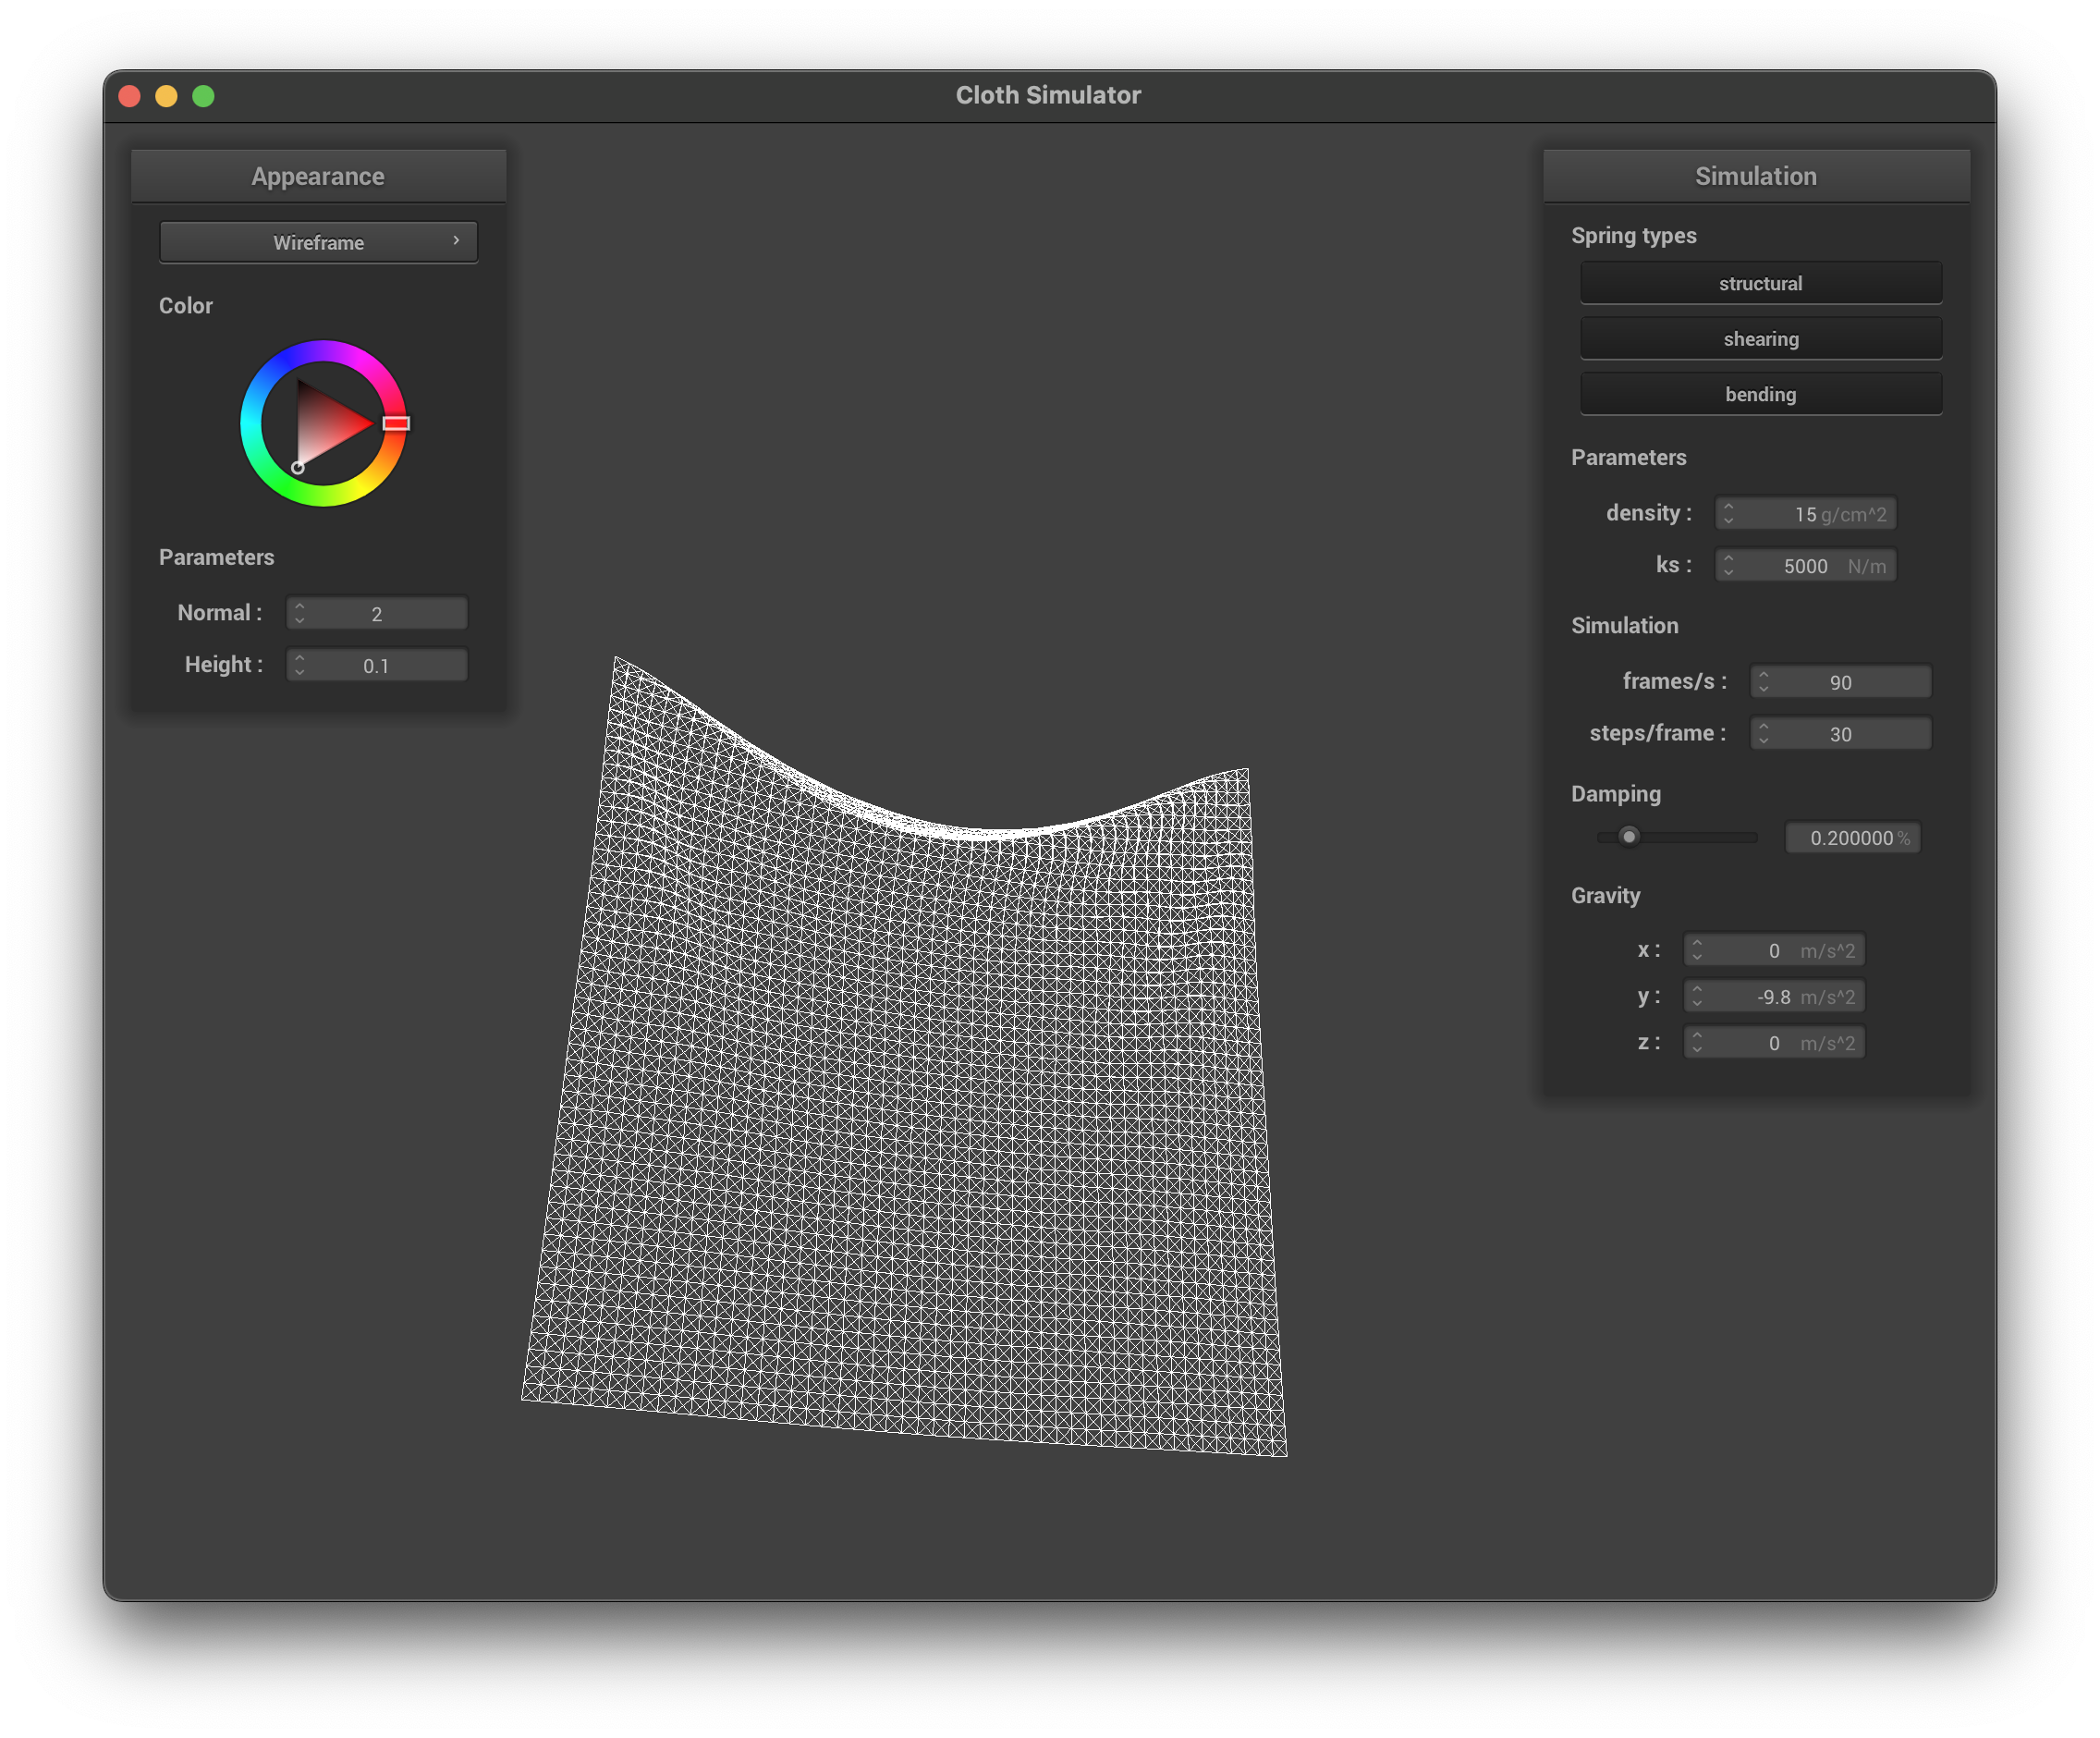 Cloth Simulator
Appearance
Wireframe
Color
Parameters
Normal : 2
Height : 0.1
Simulation
Spring types
structural
shearing
bending
Parameters
density : 15 g/cm^2
ks : 5000 N/m
Simulation
frames/s : 90
steps/frame : 30
Damping
0.200000 %
Gravity
x : 0 m/s^2
y : -9.8 m/s^2
z : 0 m/s^2